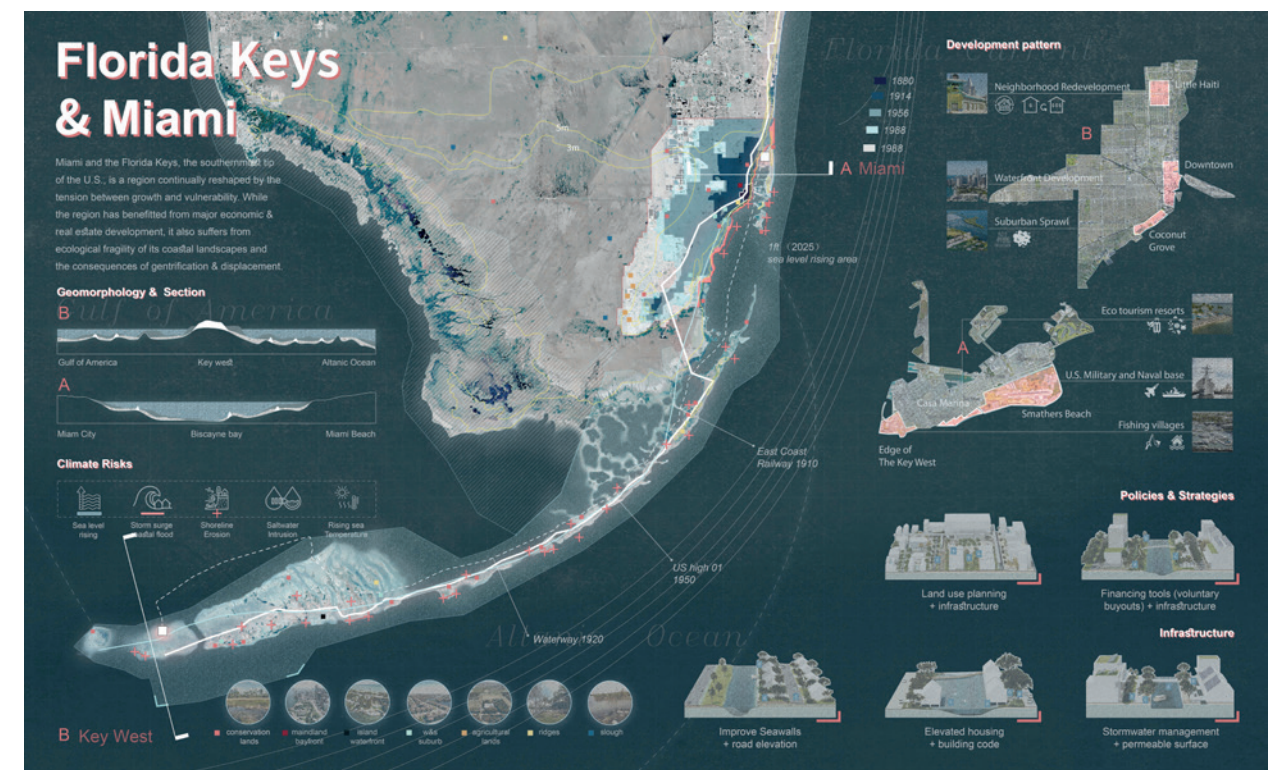 Florida Keys
& Miami
Miami and the Florida Keys, the southernmost tip
of the U.S., is a region continually reshaped by the
tension between growth and vulnerability. While
the region has benefitted from major economic &
real estate development, it also suffers from
ecological fragility of its coastal landscapes and
the consequences of gentrification & displacement
Geomorphology & Section
Gulf of America
B
Gulf of America
Key west
Altanic Ocean
A
Miam City
Biscayne bay
Miami Beach
Climate Risks
Sea level
rising
Storm surge
coastal flood
Shoreline
Erosion
Saltwater
Intrusion
Rising sea
Temperature
B Key West
conservation
lands
maindland
bayfront
island
waterfront
w&s
suburb
agricultural
lands
ridges
slough
5m
3m
Florida Current
1880
1914
1956
1988
1988
A Miami
1ft （2025）
sea level rising area
East Coast
Railway 1910
US high 01
1950
Waterway 1920
Ocean
Development pattern
Neighborhood Redevelopment
Little Haiti
B
Waterfront Development
Downtown
Suburban Sprawl
Coconut
Grove
Eco tourism resorts
A
U.S. Military and Naval base
Casa Marina
Smathers Beach
Fishing villages
Edge of
The Key West
Policies & Strategies
Land use planning
+ infrastructure
Financing tools (voluntary
buyouts) + infrastructure
Infrastructure
Improve Seawalls
+ road elevation
Elevated housing
+ building code
Stormwater management
+ permeable surface